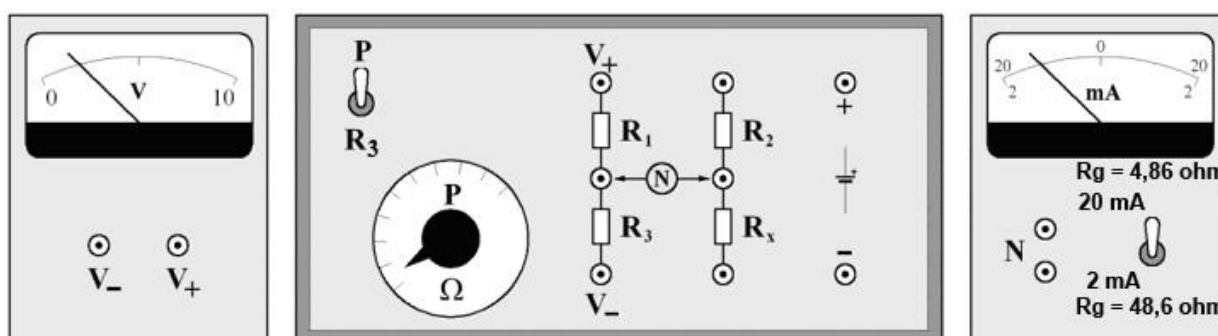 0 V 10
V₋ V₊
P
R₃
P
Ω
V₊
R₁ R₂
N
R₃ Rₓ
V₋
+
+
−
20 0 20
2 mA 2
Rg = 4,86 ohm
20 mA
N
2 mA
Rg = 48,6 ohm